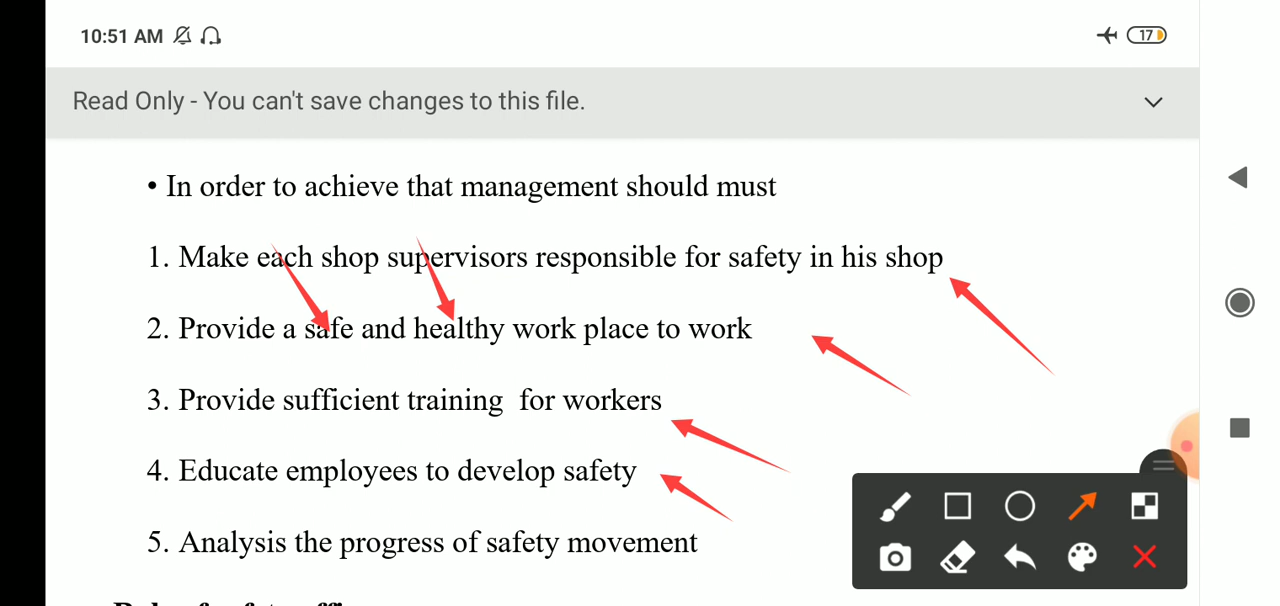 10:51 AM
17
Read Only - You can't save changes to this file.
• In order to achieve that management should must
1. Make each shop supervisors responsible for safety in his shop
2. Provide a safe and healthy work place to work
3. Provide sufficient training for workers
4. Educate employees to develop safety
5. Analysis the progress of safety movement